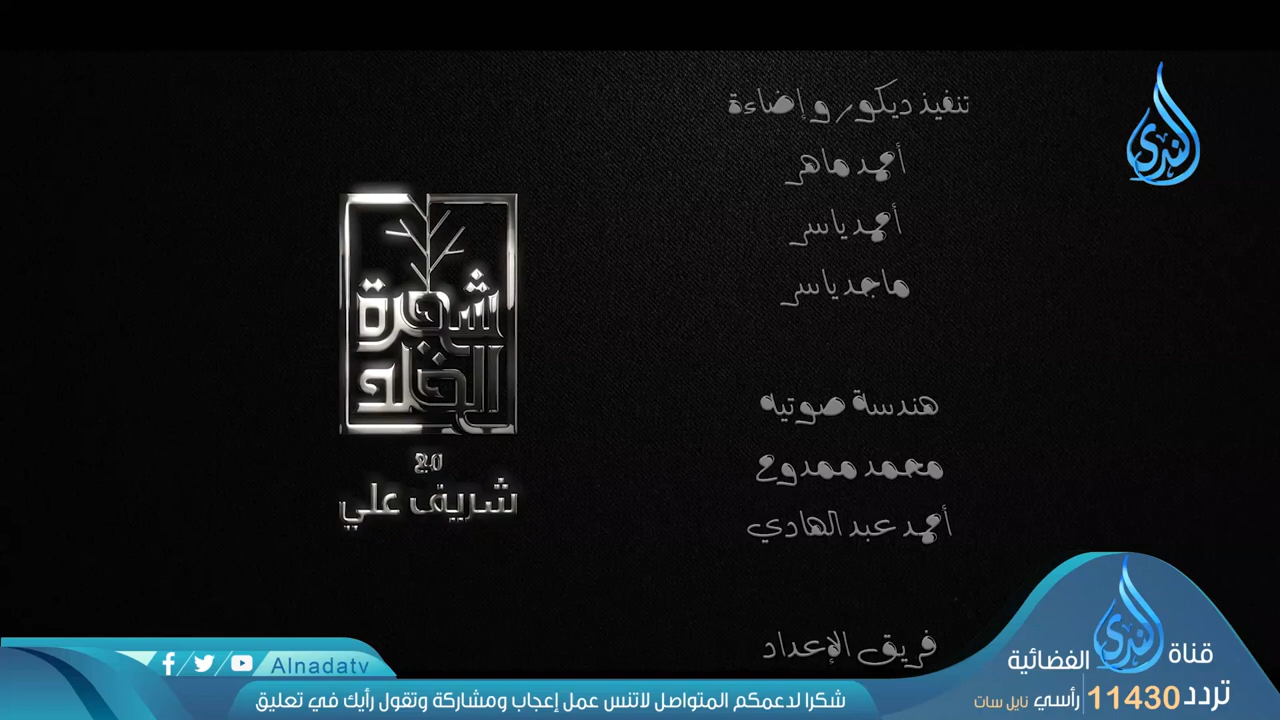 الندى
تنفيذ ديكور وإضاءة
أحمد ماهر
أحمد ياسر
ماجد ياسر
هندسة صوتيه
محمد ممدوح
أحمد عبد الهادي
فريق الإعداد
شجرة
الخلد
مع
شريف علي
قناة الندى الفضائية
تردد 11430 رأسي نايل سات
Alnadatv
شكرا لدعمكم المتواصل لاتنس عمل إعجاب ومشاركة وتقول رأيك في تعليق